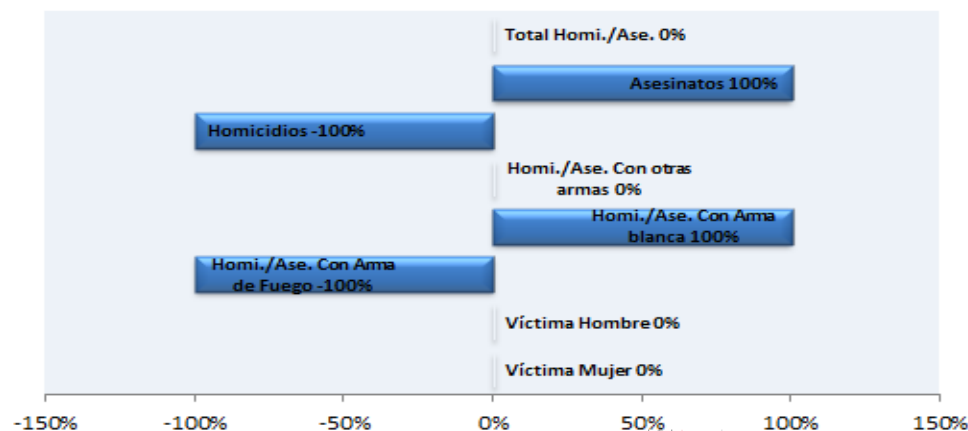 Total Homi./Ase. 0%
Asesinatos 100%
Homicidios -100%
Homi./Ase. Con otras
armas 0%
Homi./Ase. Con Arma
blanca 100%
Homi./Ase. Con Arma
de Fuego -100%
Víctima Hombre 0%
Víctima Mujer 0%
-150% -100% -50% 0% 50% 100% 150%